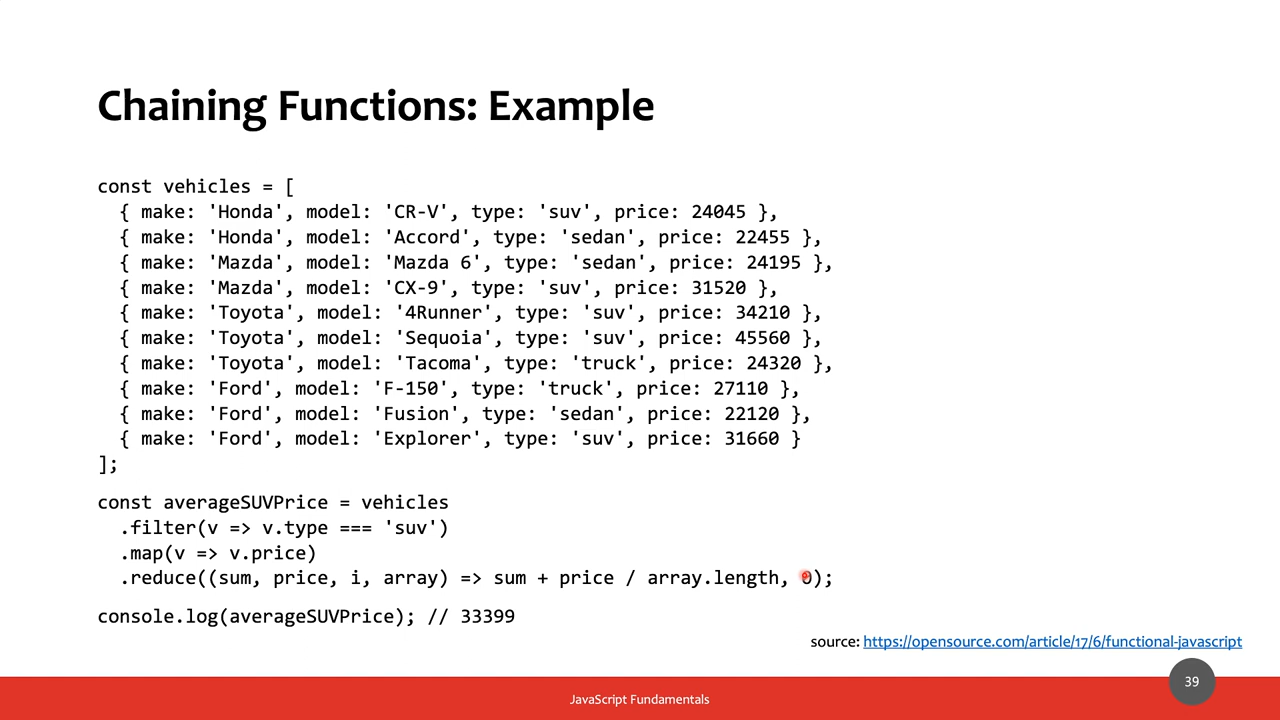 Chaining Functions: Example
const vehicles = [
  { make: 'Honda', model: 'CR-V', type: 'suv', price: 24045 },
  { make: 'Honda', model: 'Accord', type: 'sedan', price: 22455 },
  { make: 'Mazda', model: 'Mazda 6', type: 'sedan', price: 24195 },
  { make: 'Mazda', model: 'CX-9', type: 'suv', price: 31520 },
  { make: 'Toyota', model: '4Runner', type: 'suv', price: 34210 },
  { make: 'Toyota', model: 'Sequoia', type: 'suv', price: 45560 },
  { make: 'Toyota', model: 'Tacoma', type: 'truck', price: 24320 },
  { make: 'Ford', model: 'F-150', type: 'truck', price: 27110 },
  { make: 'Ford', model: 'Fusion', type: 'sedan', price: 22120 },
  { make: 'Ford', model: 'Explorer', type: 'suv', price: 31660 }
];
const averageSUVPrice = vehicles
  .filter(v => v.type === 'suv')
  .map(v => v.price)
  .reduce((sum, price, i, array) => sum + price / array.length, 0);
console.log(averageSUVPrice); // 33399
source: https://opensource.com/article/17/6/functional-javascript
39
JavaScript Fundamentals